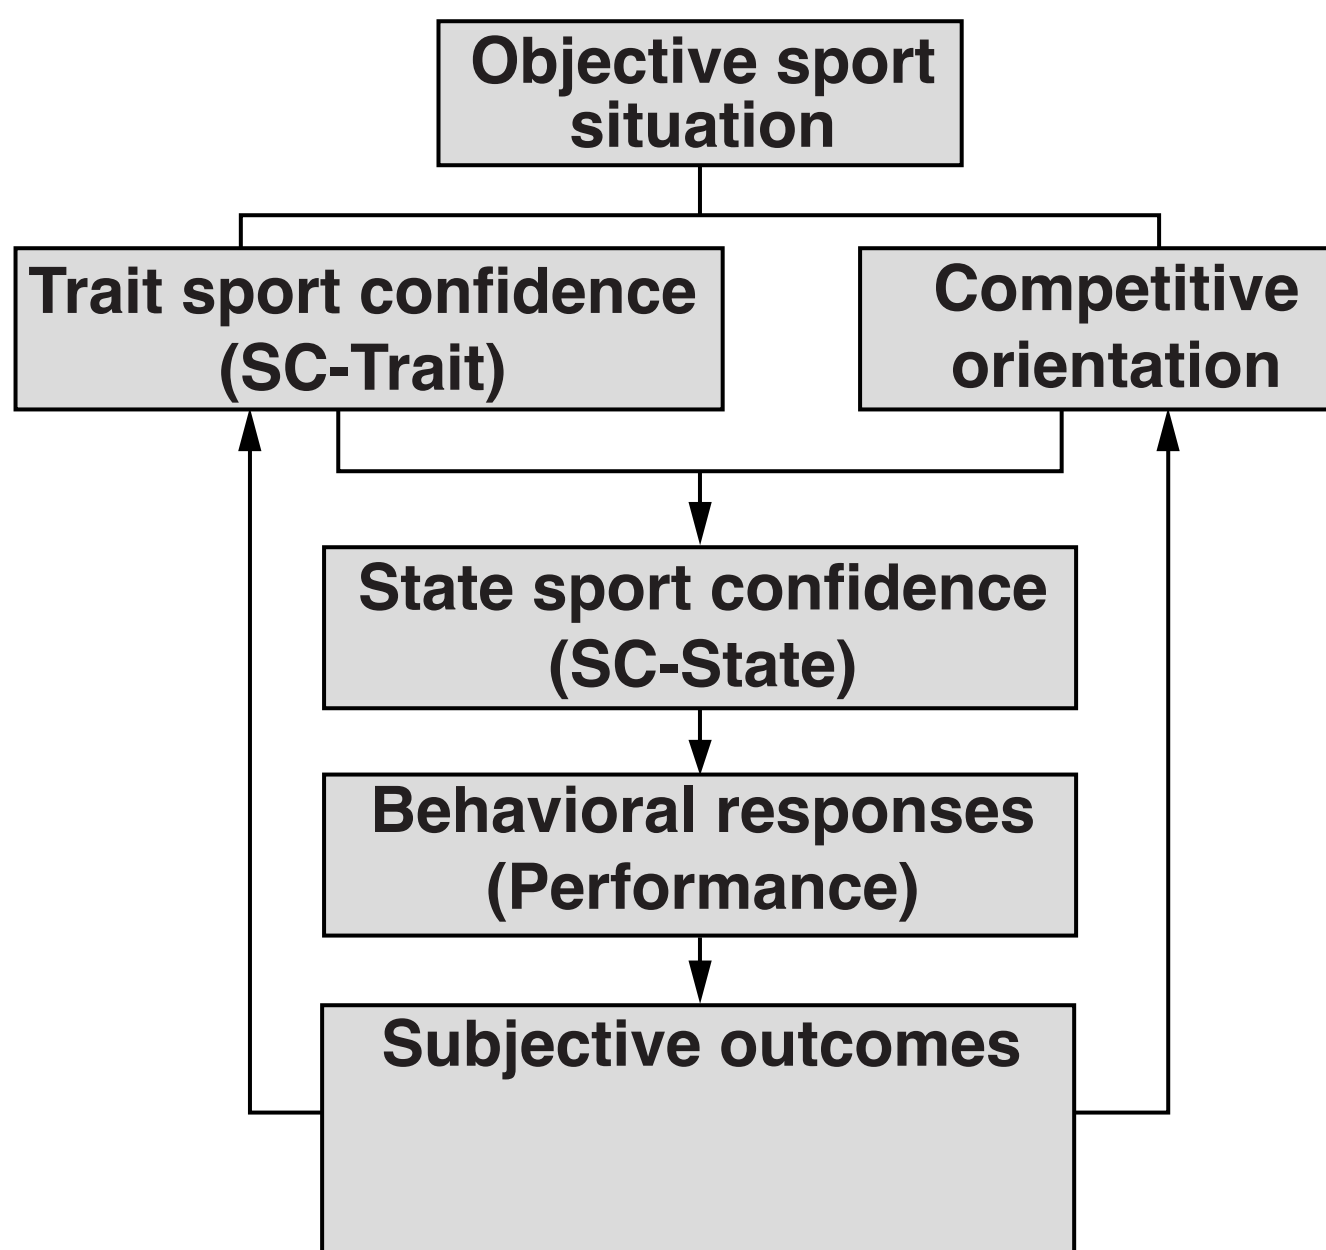 Objective sport
situation
Trait sport confidence
(SC-Trait)
Competitive
orientation
State sport confidence
(SC-State)
Behavioral responses
(Performance)
Subjective outcomes